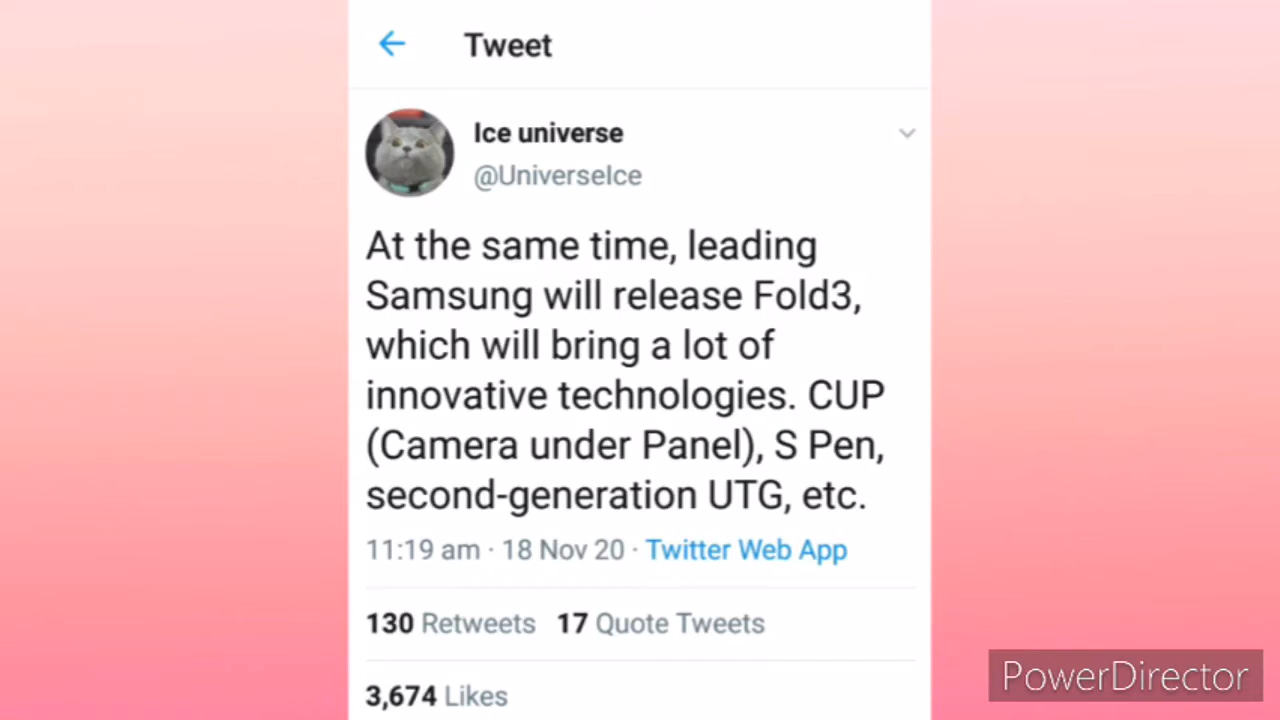 Tweet
Ice universe
@UniverseIce
At the same time, leading
Samsung will release Fold3,
which will bring a lot of
innovative technologies. CUP
(Camera under Panel), S Pen,
second-generation UTG, etc.
11:19 am · 18 Nov 20 · Twitter Web App
130 Retweets 17 Quote Tweets
3,674 Likes
PowerDirector